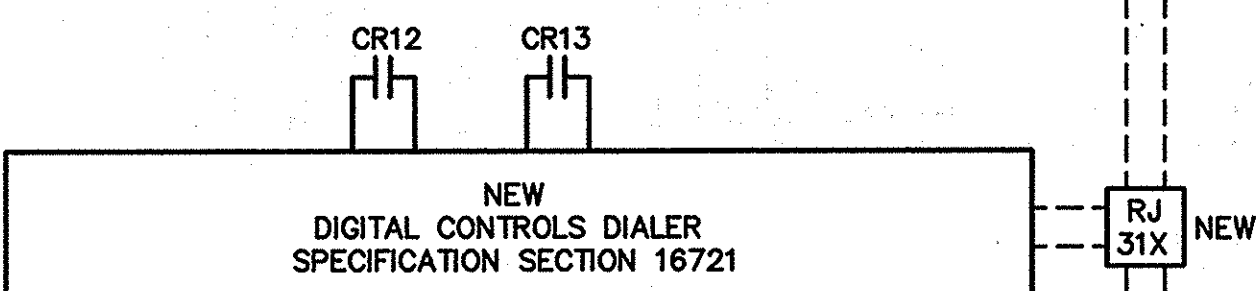 CR12 CR13
NEW
DIGITAL CONTROLS DIALER
SPECIFICATION SECTION 16721
RJ
31X
NEW